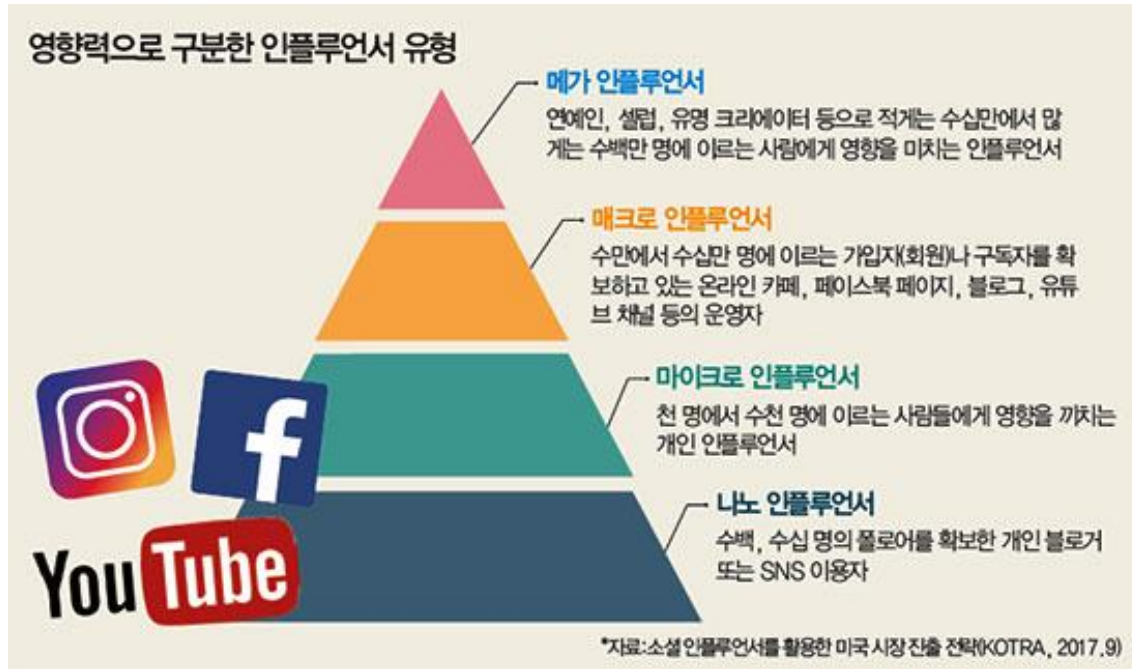 영향력으로 구분한 인플루언서 유형
메가 인플루언서
연예인, 셀럽, 유명 크리에이터 등으로 적게는 수십만에서 많
게는 수백만 명에 이르는 사람에게 영향을 미치는 인플루언서
매크로 인플루언서
수만에서 수십만 명에 이르는 가입자(회원)나 구독자를 확
보하고 있는 온라인 카페, 페이스북 페이지, 블로그, 유튜
브 채널 등의 운영자
마이크로 인플루언서
천 명에서 수천 명에 이르는 사람들에게 영향을 끼치는
개인 인플루언서
나노 인플루언서
수백, 수십 명의 폴로어를 확보한 개인 블로거
또는 SNS 이용자
f
You Tube
*자료:소셜 인플루언서를 활용한 미국 시장 진출 전략(KOTRA, 2017.9)